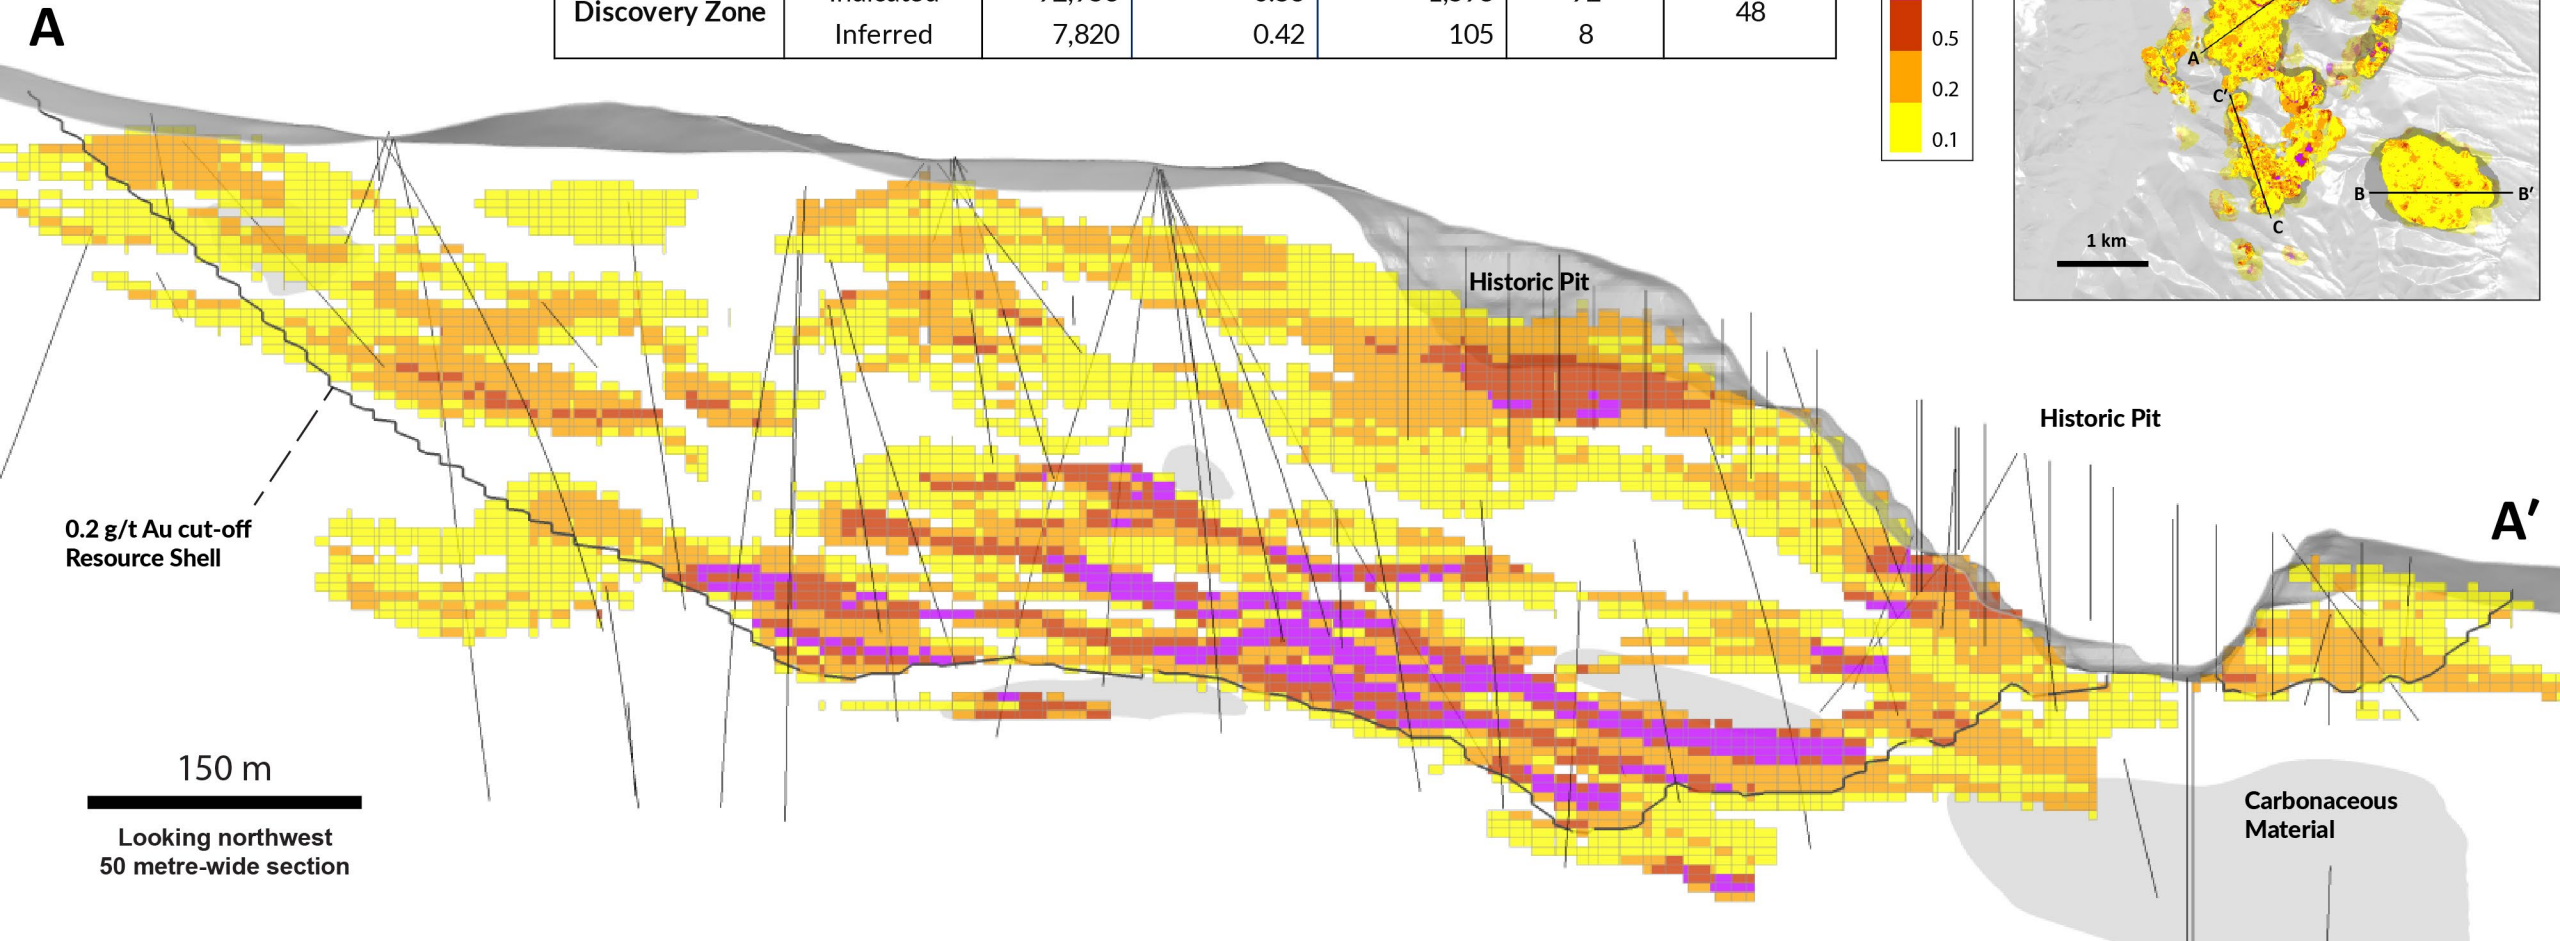 A
Discovery Zone
48
Inferred 7,820 0.42 105 8
0.5
0.2
0.1
A
C′
B B′
C
1 km
Historic Pit
Historic Pit
A′
0.2 g/t Au cut-off
Resource Shell
150 m
Looking northwest
50 metre-wide section
Carbonaceous
Material